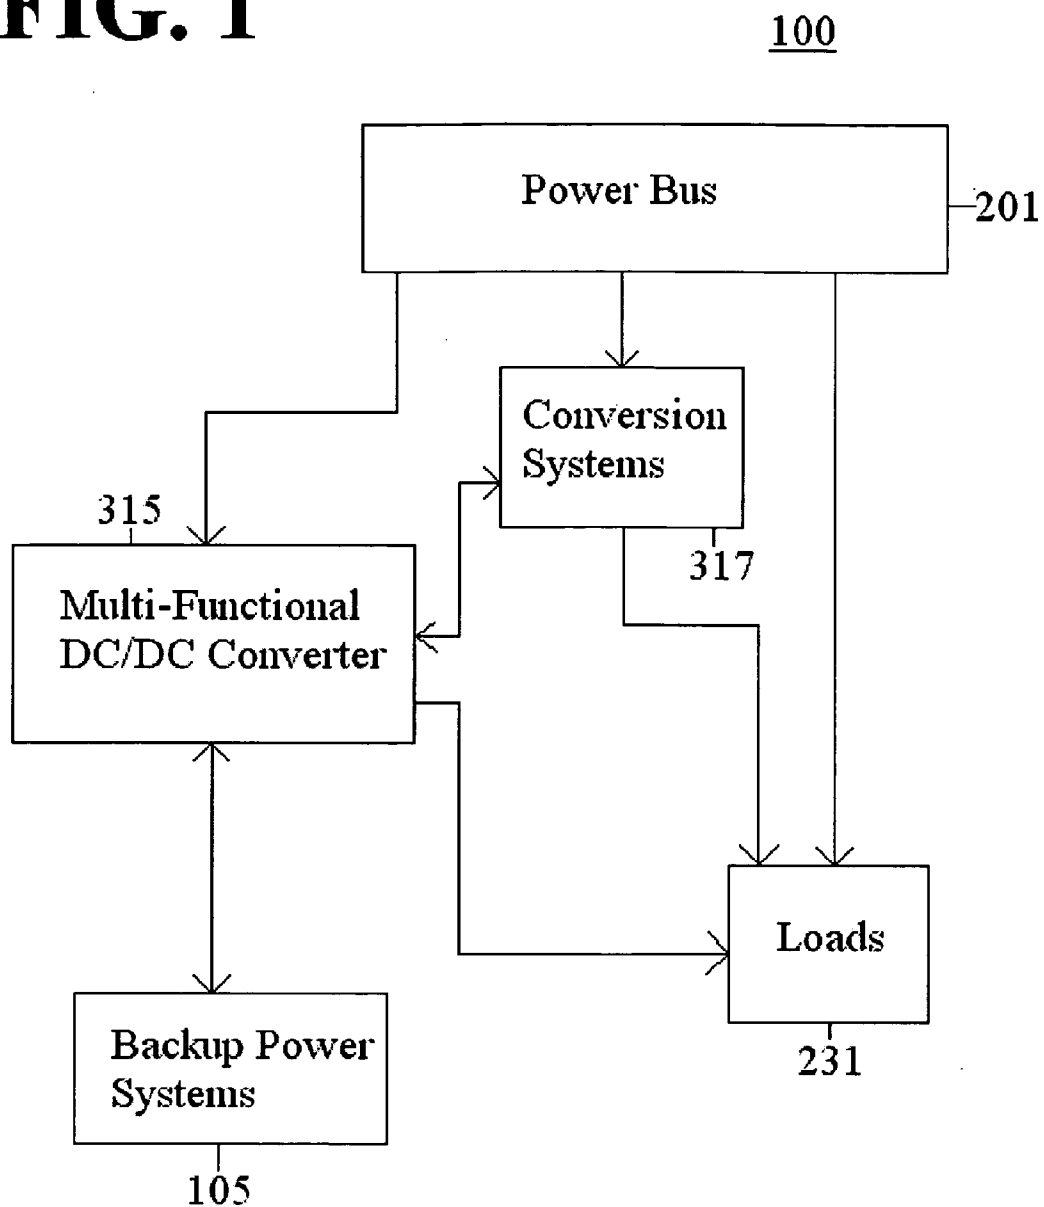 FIG. 1
100
Power Bus
201
Conversion
Systems
317
315
Multi-Functional
DC/DC Converter
Loads
231
Backup Power
Systems
105